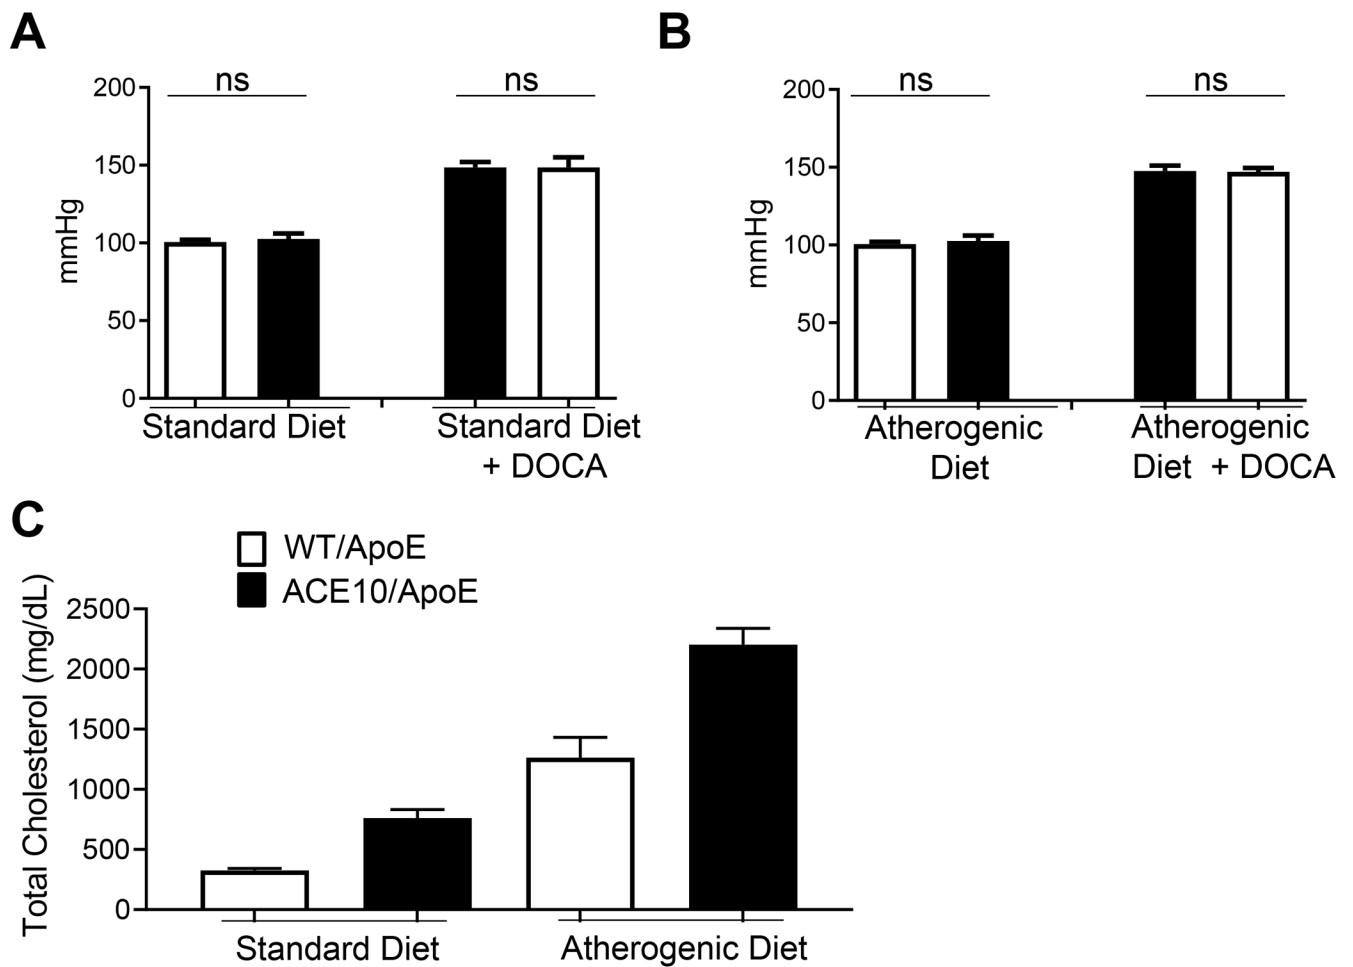 A
200
150
100
50
0
mmHg
ns
ns
Standard Diet
Standard Diet
+ DOCA
B
200
150
100
50
0
mmHg
ns
ns
Atherogenic
Diet
Atherogenic
Diet + DOCA
C
WT/ApoE
ACE10/ApoE
2500
2000
1500
1000
500
0
Total Cholesterol (mg/dL)
Standard Diet
Atherogenic Diet